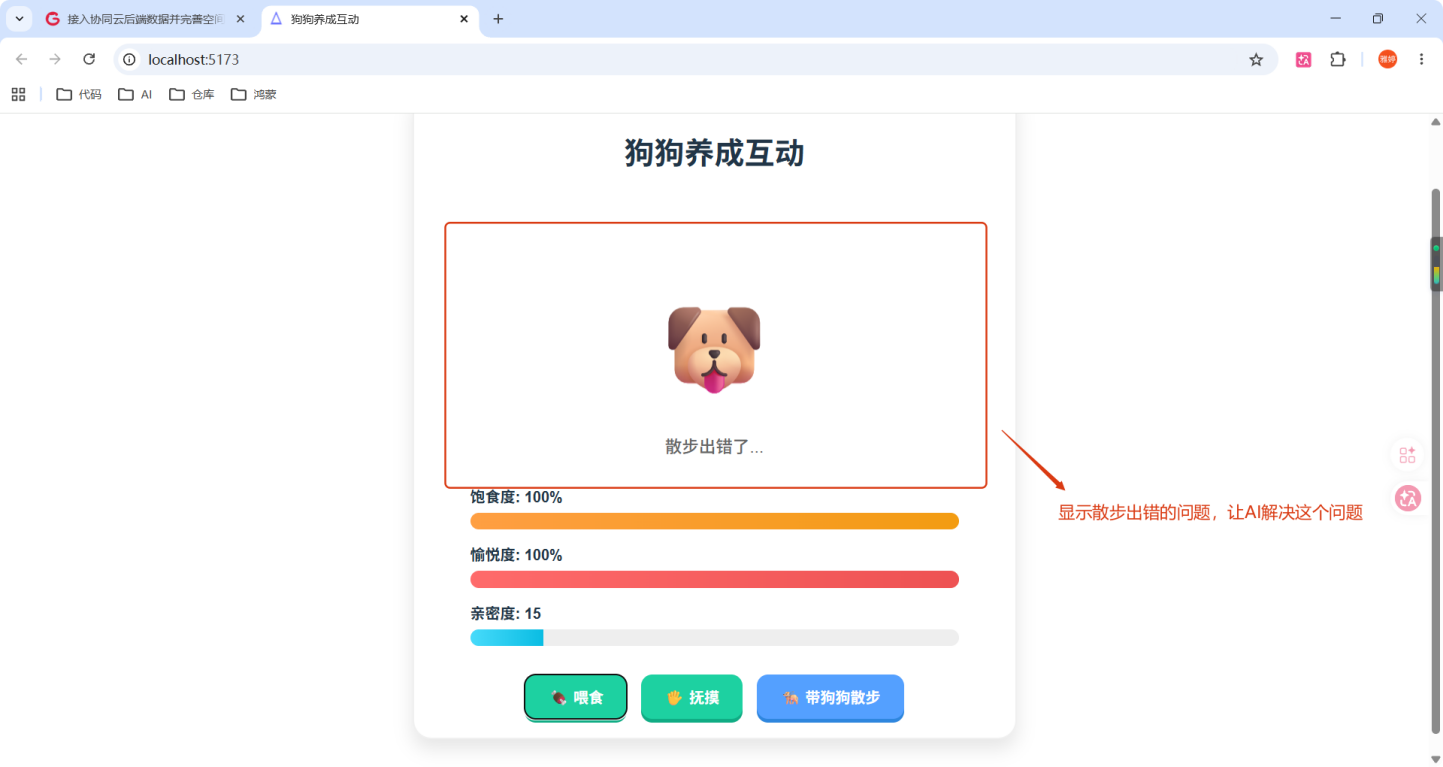 接入协同云后端数据并完善空间
狗狗养成互动
localhost:5173
雅婷
代码
AI
仓库
鸿蒙
狗狗养成互动
散步出错了...
饱食度: 100%
愉悦度: 100%
亲密度: 15
喂食
抚摸
带狗狗散步
显示散步出错的问题，让AI解决这个问题